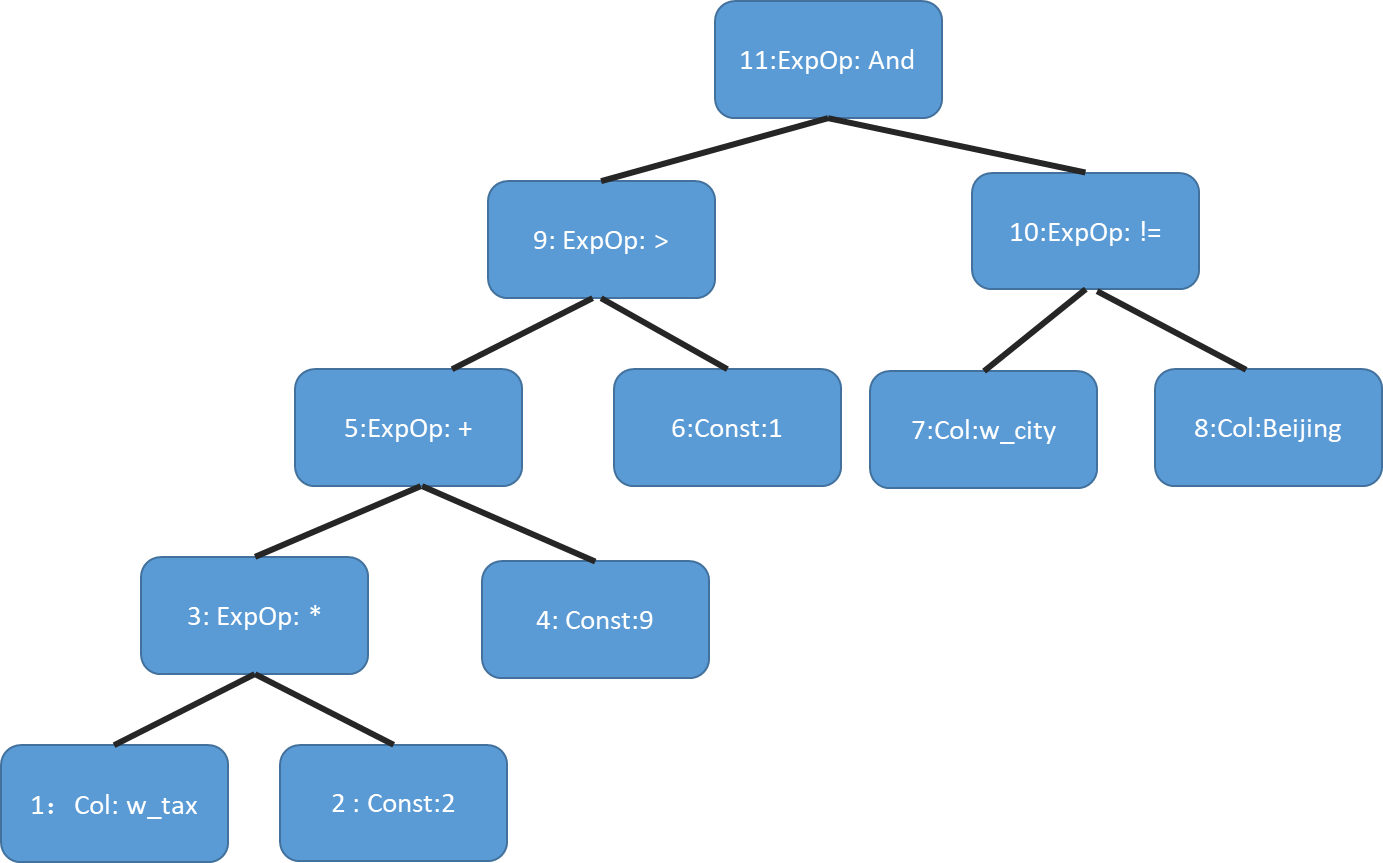 11:ExpOp: And
9: ExpOp: >
10:ExpOp: !=
5:ExpOp: +
6:Const:1
7:Col:w_city
8:Col:Beijing
3: ExpOp: *
4: Const:9
1： Col: w_tax
2 : Const:2